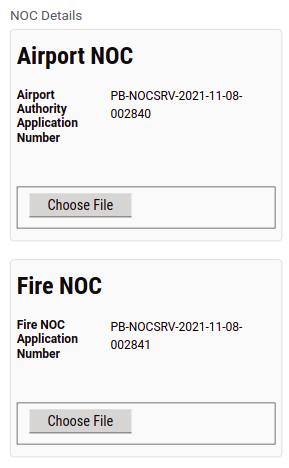 NOC Details
Airport NOC
Airport
Authority
Application
Number
PB-NOCSRV-2021-11-08-
002840
Choose File
Fire NOC
Fire NOC
Application
Number
PB-NOCSRV-2021-11-08-
002841
Choose File